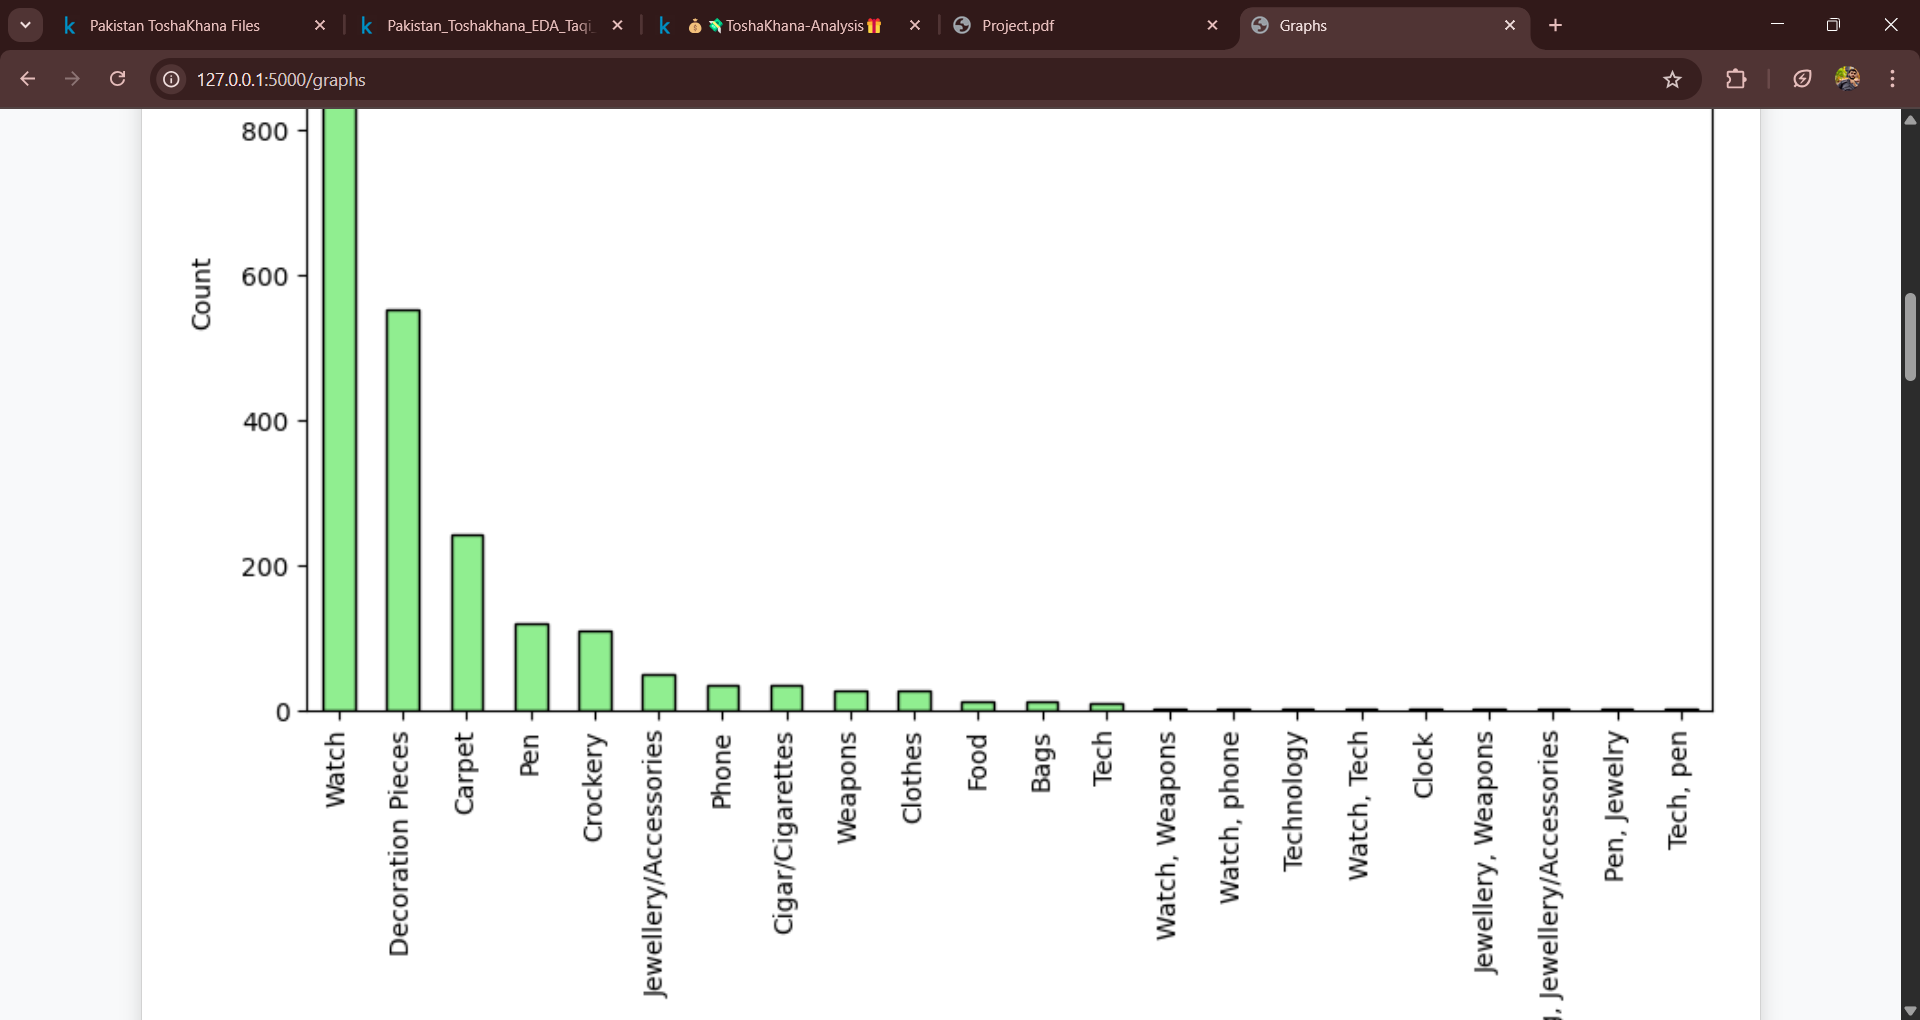 Pakistan ToshaKhana Files
Pakistan_Toshakhana_EDA_Taqi_
💰💸ToshaKhana-Analysis🎁
Project.pdf
Graphs
127.0.0.1:5000/graphs
800
600
400
200
0
Count
Watch
Decoration Pieces
Carpet
Pen
Crockery
Jewellery/Accessories
Phone
Cigar/Cigarettes
Weapons
Clothes
Food
Bags
Tech
Watch, Weapons
Watch, phone
Technology
Watch, Tech
Clock
Jewellery, Weapons
, Jewellery/Accessories
Pen, Jewelry
Tech, pen